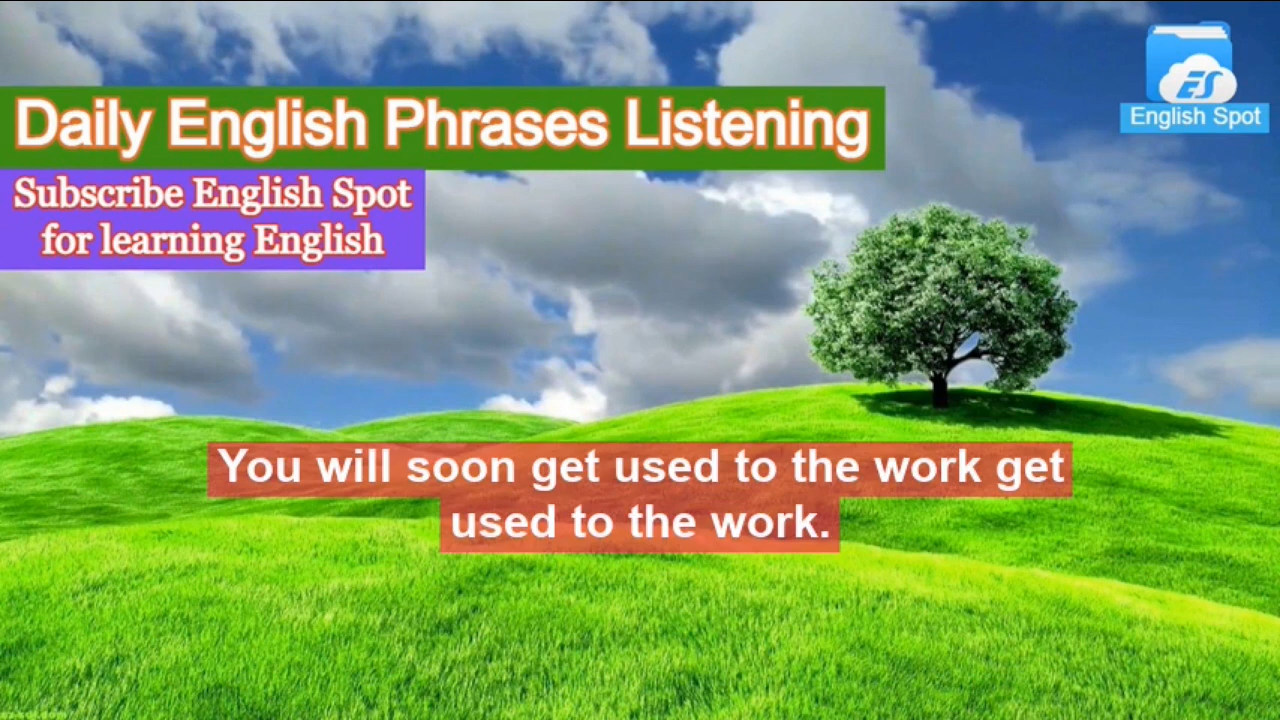 Daily English Phrases Listening
Subscribe English Spot
for learning English
ES
English Spot
You will soon get used to the work get
used to the work.